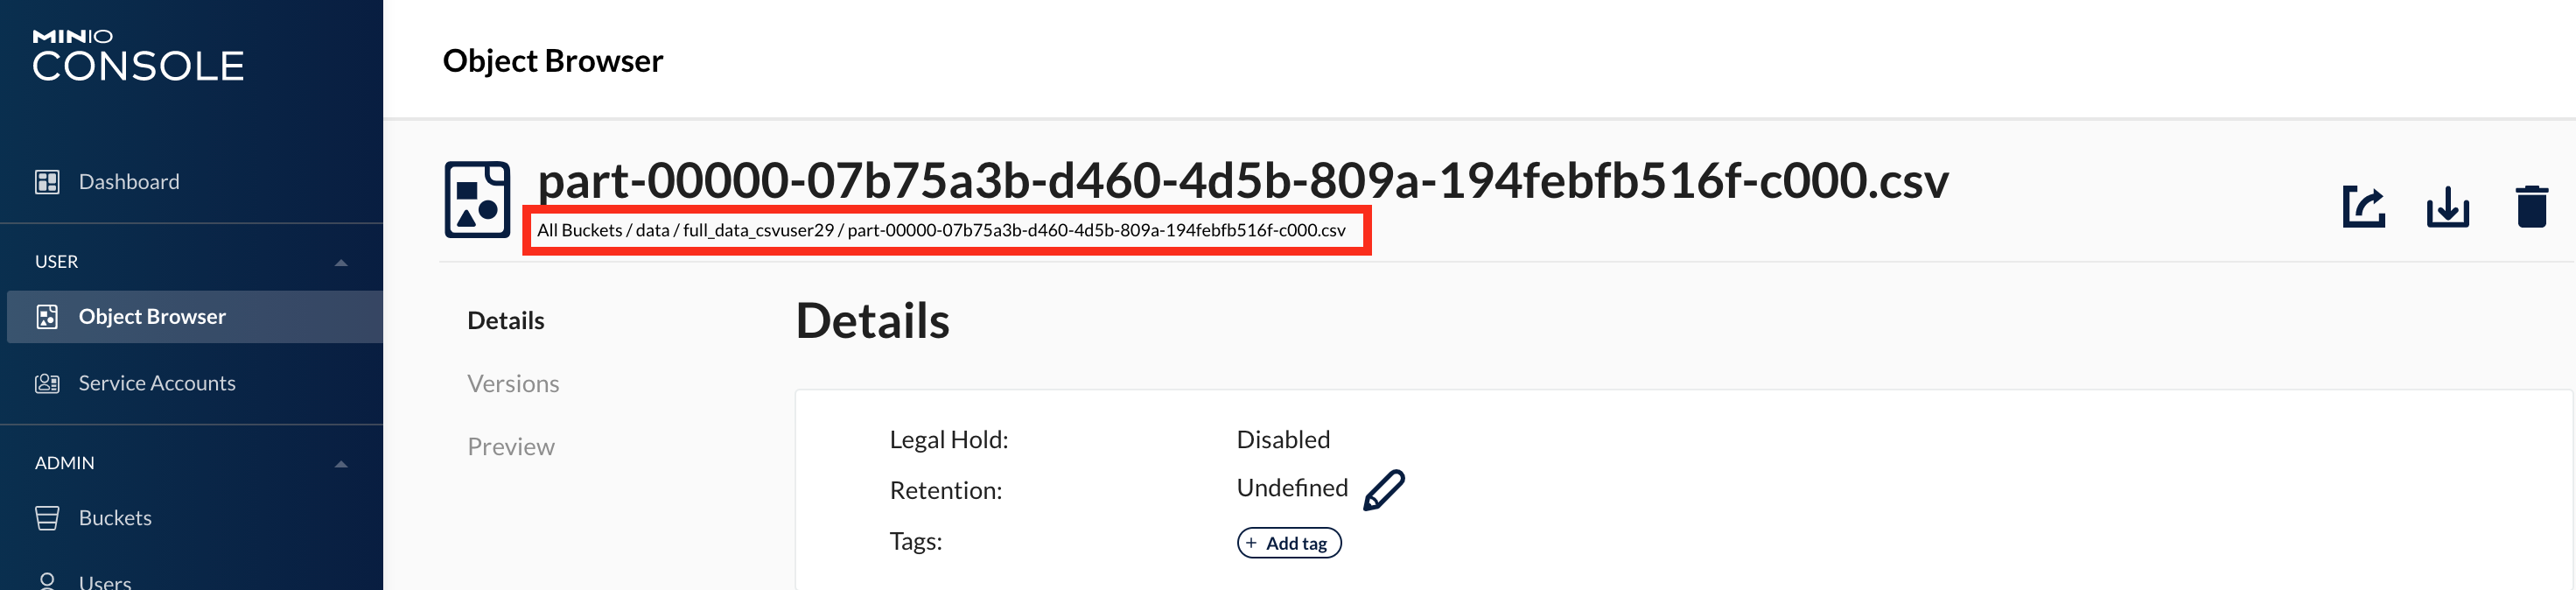 MINIO
CONSOLE
Dashboard
USER
Object Browser
Service Accounts
ADMIN
Buckets
Users
Object Browser
part-00000-07b75a3b-d460-4d5b-809a-194febfb516f-c000.csv
All Buckets / data / full_data_csvuser29 / part-00000-07b75a3b-d460-4d5b-809a-194febfb516f-c000.csv
Details
Versions
Preview
Details
Legal Hold: Disabled
Retention: Undefined
Tags: + Add tag